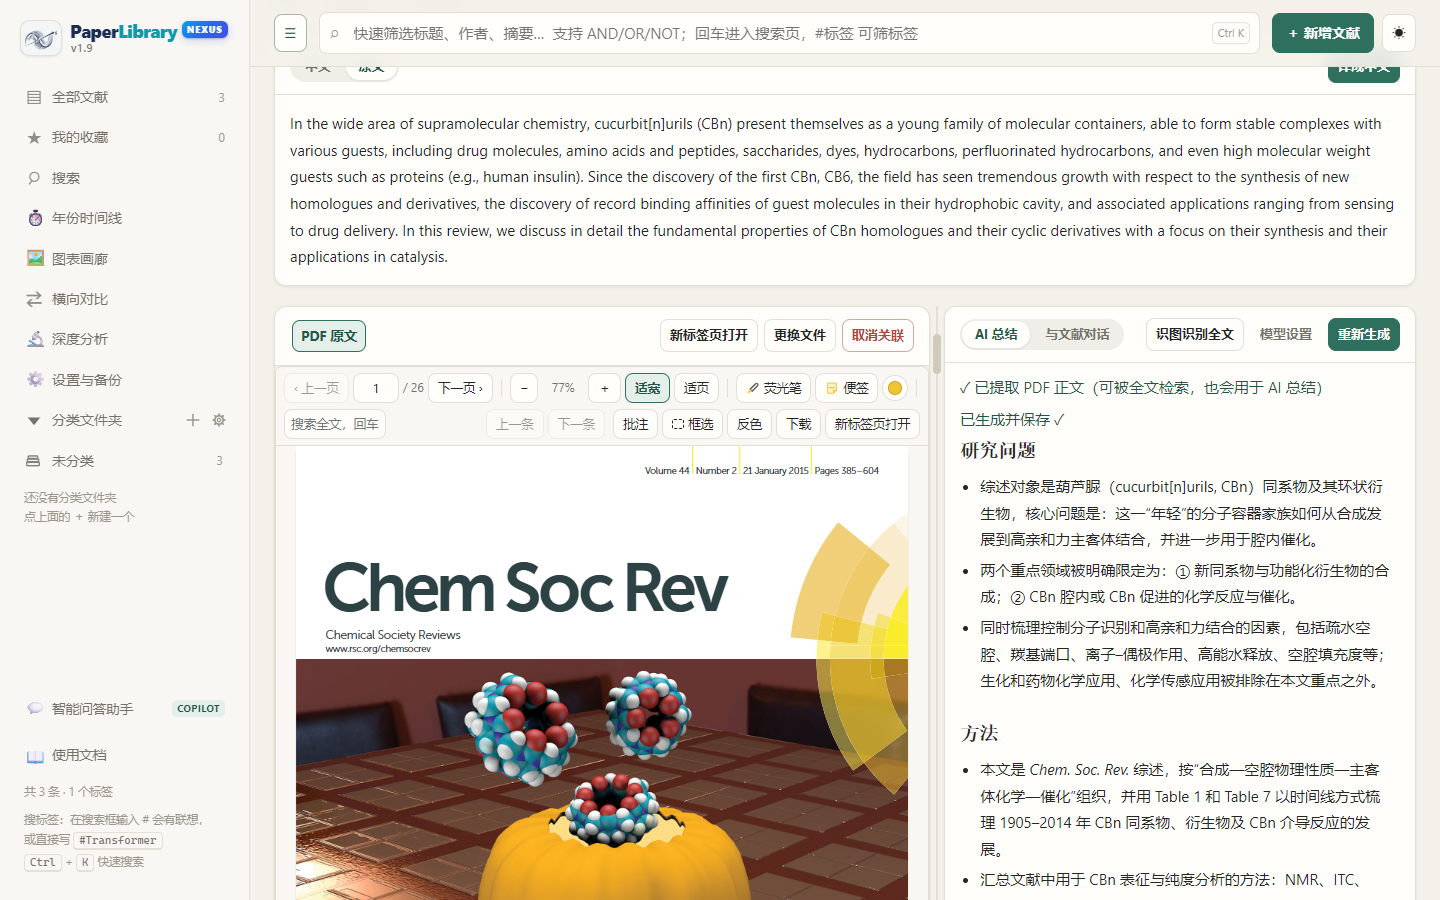 PaperLibrary NEXUS
v1.9
全部文献 3
我的收藏 0
搜索
年份时间线
图表画廊
横向对比
深度分析
设置与备份
分类文件夹
未分类 3
还没有分类文件夹
点上面的 + 新建一个
智能问答助手 COPILOT
使用文档
共 3 条 · 1 个标签
搜标签：在搜索框输入 # 会有联想，
或直接写 #Transformer
Ctrl + K 快速搜索
快速筛选标题、作者、摘要… 支持 AND/OR/NOT；回车进入搜索页，#标签 可筛标签 Ctrl K
+ 新增文献
In the wide area of supramolecular chemistry, cucurbit[n]urils (CBn) present themselves as a young family of molecular containers, able to form stable complexes with
various guests, including drug molecules, amino acids and peptides, saccharides, dyes, hydrocarbons, perfluorinated hydrocarbons, and even high molecular weight
guests such as proteins (e.g., human insulin). Since the discovery of the first CBn, CB6, the field has seen tremendous growth with respect to the synthesis of new
homologues and derivatives, the discovery of record binding affinities of guest molecules in their hydrophobic cavity, and associated applications ranging from sensing
to drug delivery. In this review, we discuss in detail the fundamental properties of CBn homologues and their cyclic derivatives with a focus on their synthesis and their
applications in catalysis.
PDF 原文 新标签页打开 更换文件 取消关联
‹ 上一页 1 / 26 下一页 › − 77% + 适宽 适页 荧光笔 便签
搜索全文，回车 上一条 下一条 批注 框选 反色 下载 新标签页打开
Volume 44 Number 2 21 January 2015 Pages 385–604
Chem Soc Rev
Chemical Society Reviews
www.rsc.org/chemsocrev
AI 总结 与文献对话 识图识别全文 模型设置 重新生成
✓ 已提取 PDF 正文（可被全文检索，也会用于 AI 总结）
已生成并保存 ✓
研究问题
• 综述对象是葫芦脲（cucurbit[n]urils, CBn）同系物及其环状衍
生物，核心问题是：这一“年轻”的分子容器家族如何从合成发
展到高亲和力主客体结合，并进一步用于腔内催化。
• 两个重点领域被明确限定为：① 新同系物与功能化衍生物的合
成；② CBn 腔内或 CBn 促进的化学反应与催化。
• 同时梳理控制分子识别和高亲和力结合的因素，包括疏水空
腔、羰基端口、离子–偶极作用、高能水释放、空腔填充度等；
生化和药物化学应用、化学传感应用被排除在本文重点之外。
方法
• 本文是 Chem. Soc. Rev. 综述，按“合成—空腔物理性质—主客
体化学—催化”组织，并用 Table 1 和 Table 7 以时间线方式梳
理 1905–2014 年 CBn 同系物、衍生物及 CBn 介导反应的发
展。
• 汇总文献中用于 CBn 表征与纯度分析的方法：NMR、ITC、